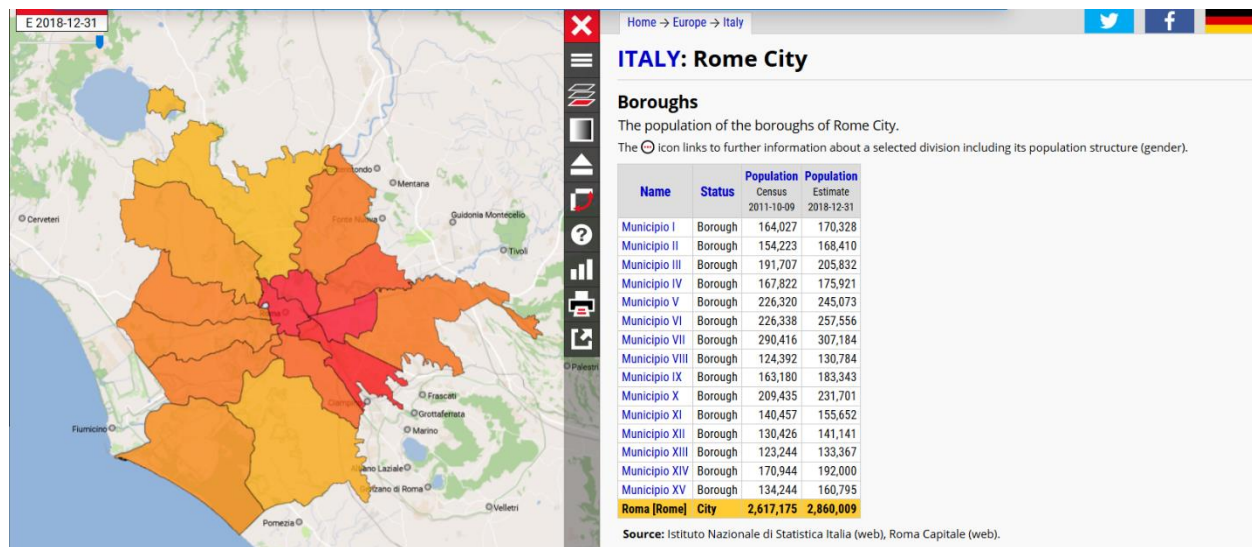 E 2018-12-31
Mentana
Cerveteri
Guidonia Montecelio
Tivoli
Palestri
Frascati
Grottaferrata
Marino
Fiumicino
Velletri
Pomezia
Home → Europe → Italy
ITALY: Rome City
Boroughs
The population of the boroughs of Rome City.
The icon links to further information about a selected division including its population structure (gender).
Name Status Population Census 2011-10-09 Population Estimate 2018-12-31
Municipio I Borough 164,027 170,328
Municipio II Borough 154,223 168,410
Municipio III Borough 191,707 205,832
Municipio IV Borough 167,822 175,921
Municipio V Borough 226,320 245,073
Municipio VI Borough 226,338 257,556
Municipio VII Borough 290,416 307,184
Municipio VIII Borough 124,392 130,784
Municipio IX Borough 163,180 183,343
Municipio X Borough 209,435 231,701
Municipio XI Borough 140,457 155,652
Municipio XII Borough 130,426 141,141
Municipio XIII Borough 123,244 133,367
Municipio XIV Borough 170,944 192,000
Municipio XV Borough 134,244 160,795
Roma [Rome] City 2,617,175 2,860,009
Source: Istituto Nazionale di Statistica Italia (web), Roma Capitale (web).